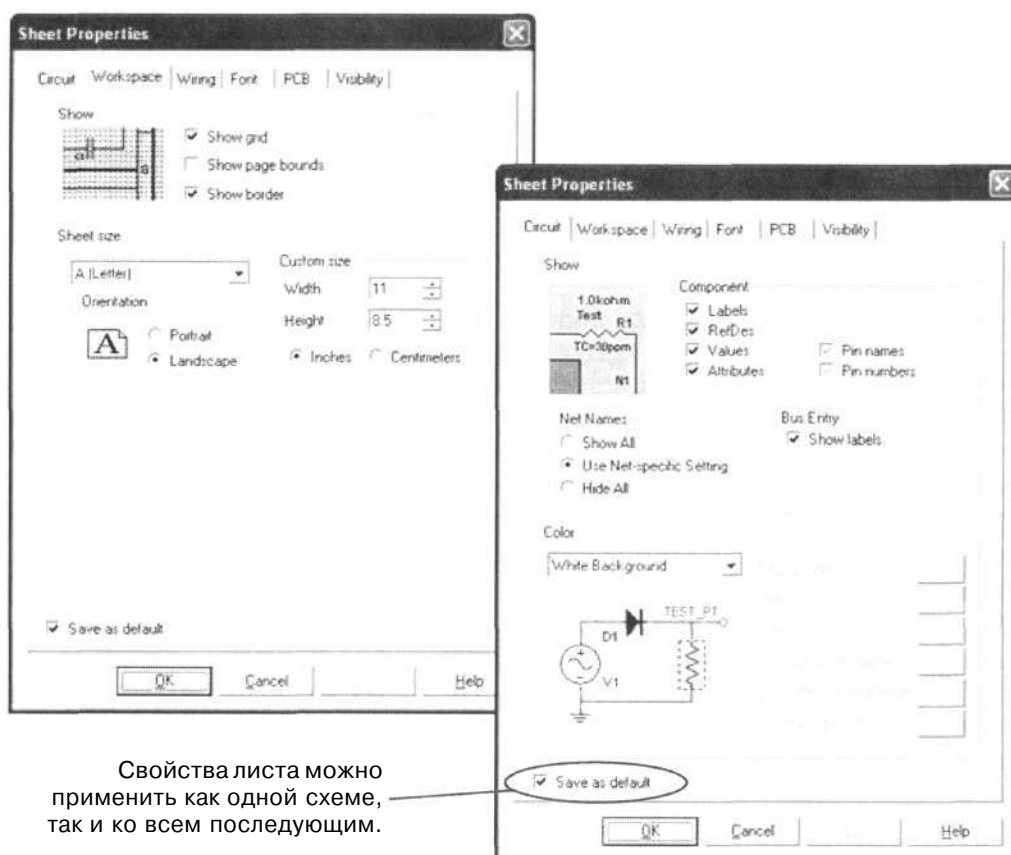 Sheet Properties
Circuit Workspace Wiring Font PCB Visibility
Show
Show grid
Show page bounds
Show border
Sheet size
A (Letter)
Orientation
A
Portrait
Landscape
Custom size
Width 11
Height 8.5
Inches Centimeters
Save as default
OK Cancel Help
Sheet Properties
Circuit Workspace Wiring Font PCB Visibility
Show
1.0kohm
Test R1
TC=30ppm
N1
Component
Labels
RefDes
Values
Attributes
Pin names
Pin numbers
Net Names
Show All
Use Net-specific Setting
Hide All
Bus Entry
Show labels
Color
White Background
TEST_PT
D1
V1
Save as default
OK Cancel Help
Свойства листа можно
применить как одной схеме,
так и ко всем последующим.